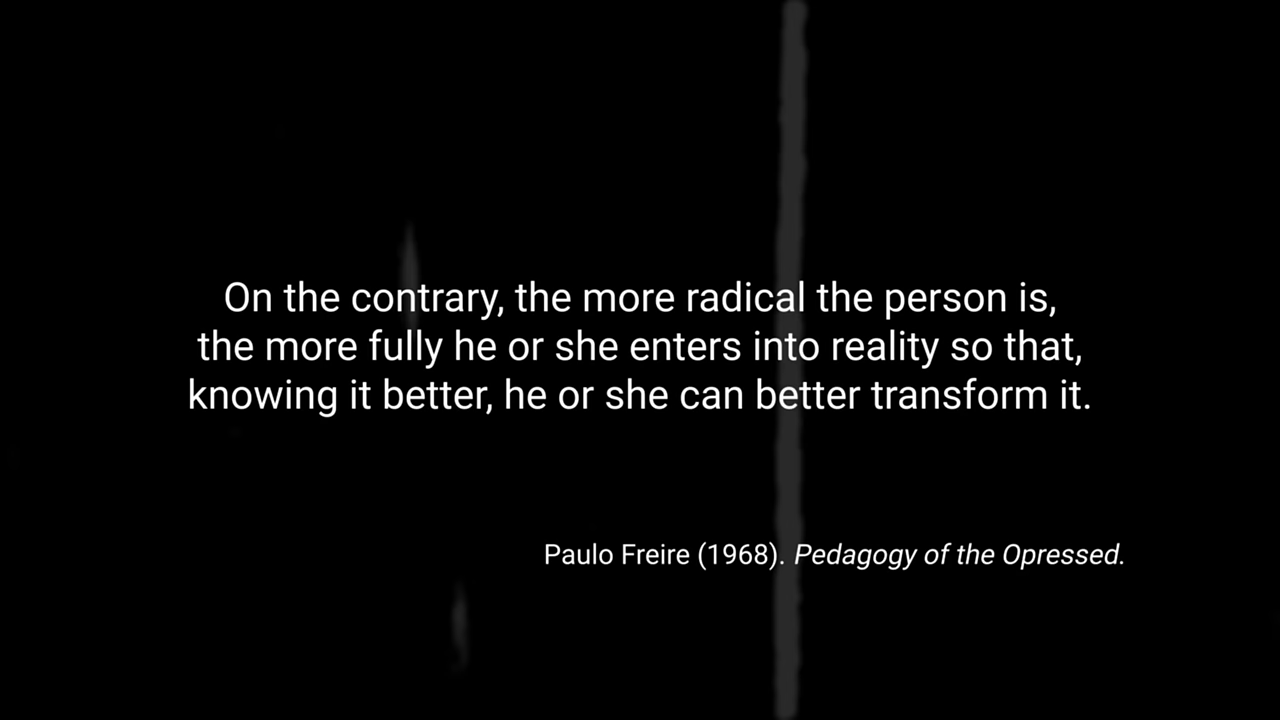 On the contrary, the more radical the person is,
the more fully he or she enters into reality so that,
knowing it better, he or she can better transform it.
Paulo Freire (1968). Pedagogy of the Opressed.